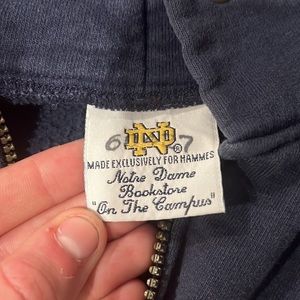 6 ND® 7
MADE EXCLUSIVELY FOR HAMMES
Notre Dame
Bookstore
"On The Campus"